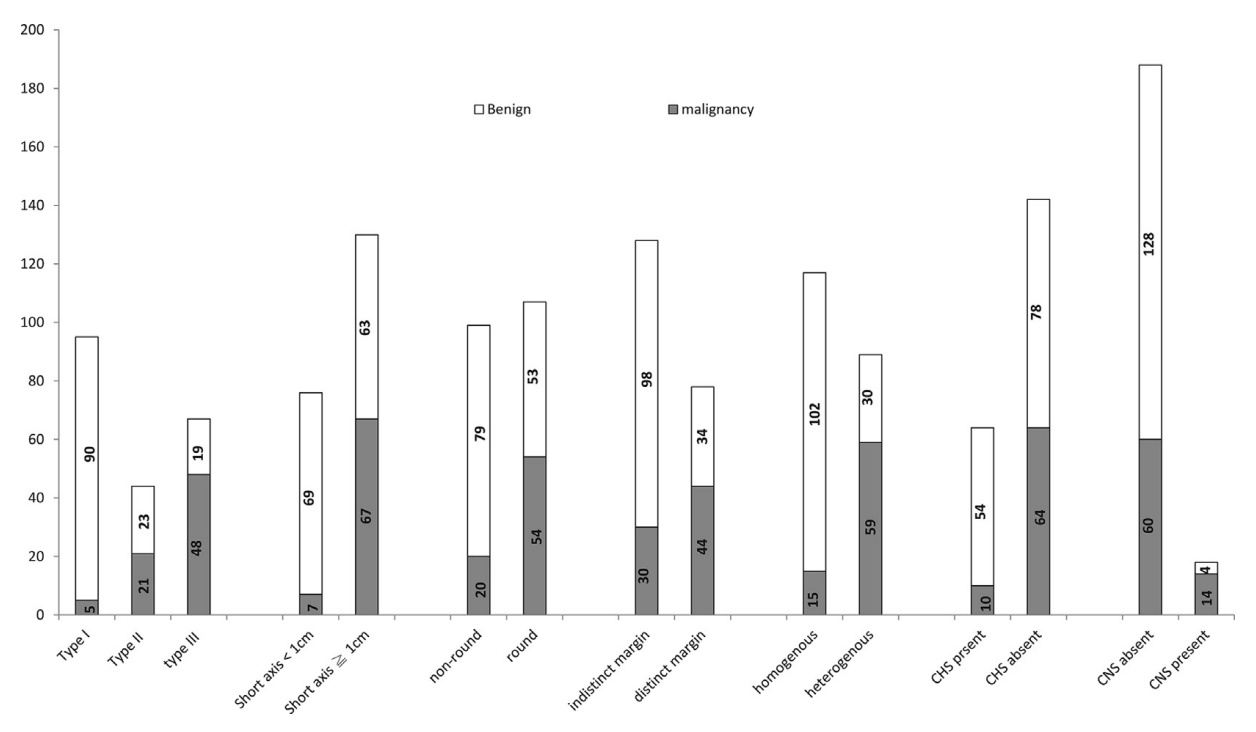 200
180
160
140
120
100
80
60
40
20
0
Benign
malignancy
90
5
23
21
19
48
69
7
63
67
79
20
53
54
98
30
34
44
102
15
30
59
54
10
78
64
128
60
4
14
Type I
Type II
type III
Short axis < 1cm
Short axis ≧ 1cm
non-round
round
indistinct margin
distinct margin
homogenous
heterogenous
CHS prsent
CHS absent
CNS absent
CNS present